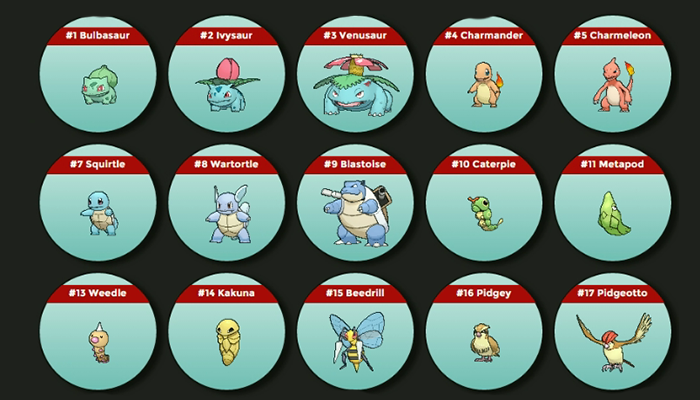 #1 Bulbasaur
#2 Ivysaur
#3 Venusaur
#4 Charmander
#5 Charmeleon
#7 Squirtle
#8 Wartortle
#9 Blastoise
#10 Caterpie
#11 Metapod
#13 Weedle
#14 Kakuna
#15 Beedrill
#16 Pidgey
#17 Pidgeotto